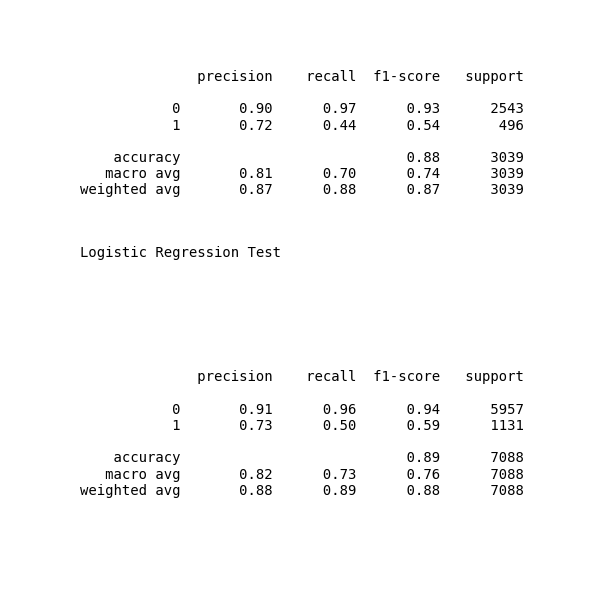 precision recall f1-score support
0 0.90 0.97 0.93 2543
1 0.72 0.44 0.54 496
accuracy 0.88 3039
macro avg 0.81 0.70 0.74 3039
weighted avg 0.87 0.88 0.87 3039
Logistic Regression Test
precision recall f1-score support
0 0.91 0.96 0.94 5957
1 0.73 0.50 0.59 1131
accuracy 0.89 7088
macro avg 0.82 0.73 0.76 7088
weighted avg 0.88 0.89 0.88 7088